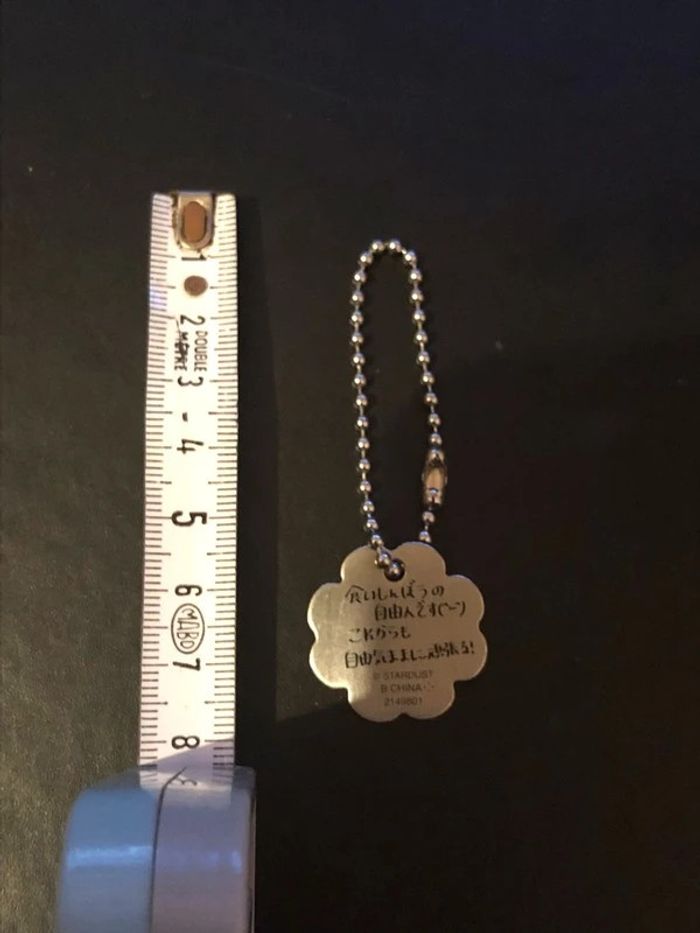 1
2
DOUBLE
3
4
5
6
MABO
7
8
食いしんぼうの
自由人です(^-^)
これからも
自由気ままに頑張る!
© STARDUST
B CHINA
2149801